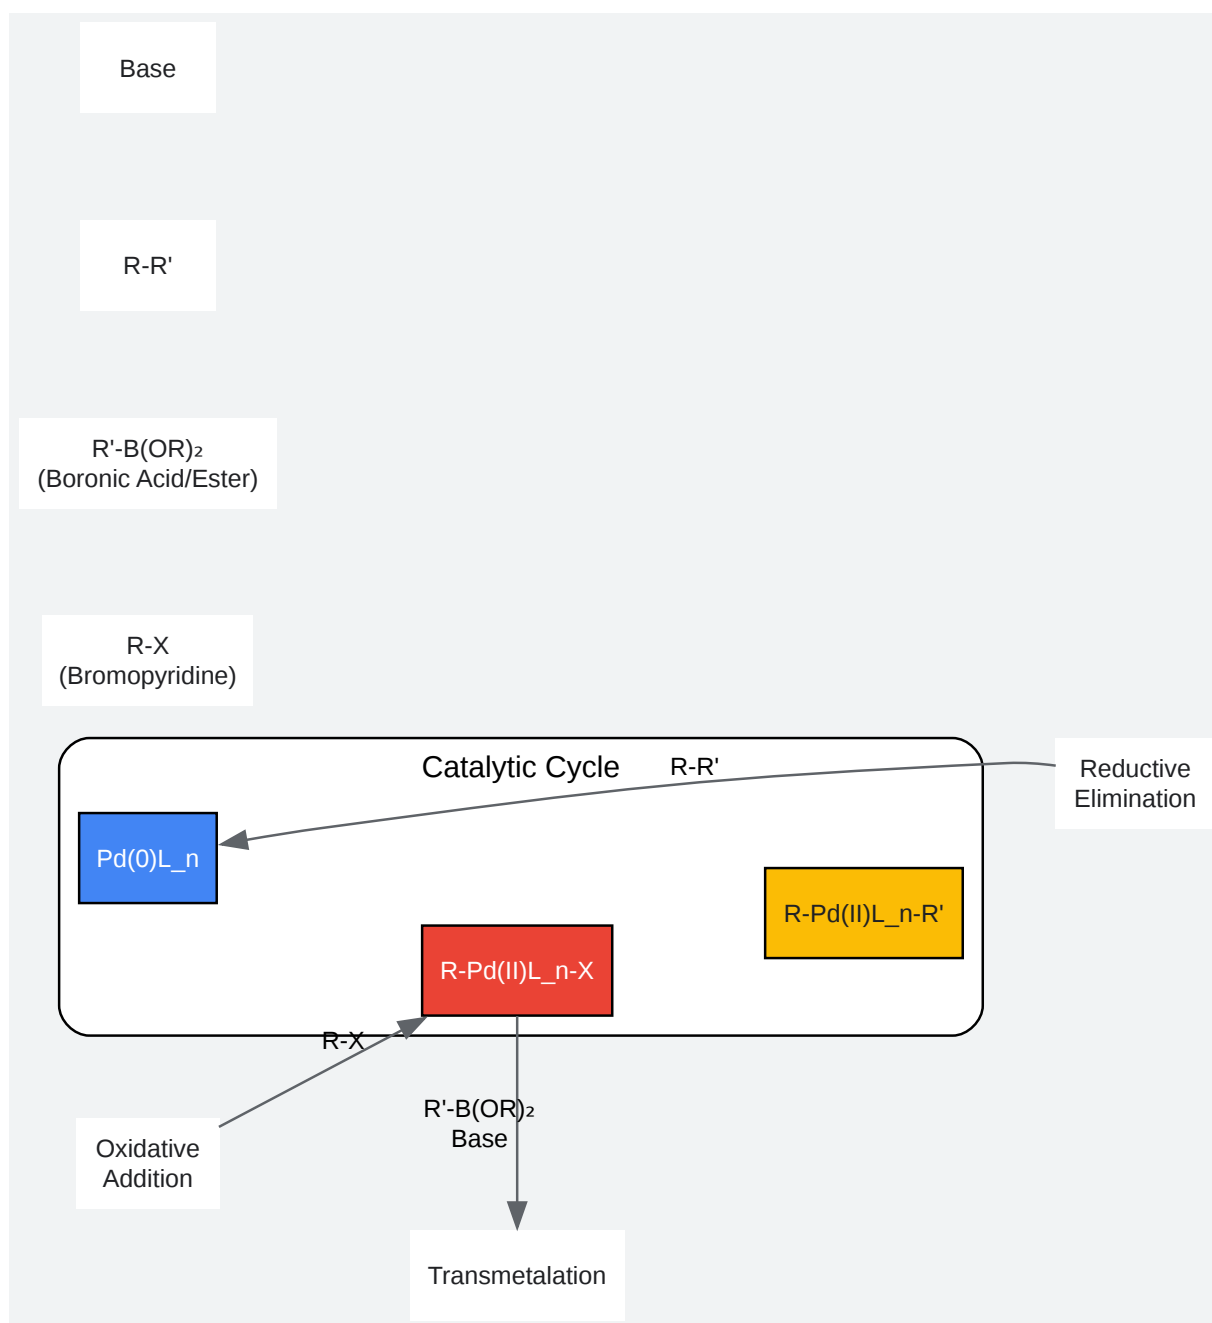 Base
R-R'
R'-B(OR)₂
(Boronic Acid/Ester)
R-X
(Bromopyridine)
Catalytic Cycle
R-R'
Reductive
Elimination
Pd(0)L_n
R-Pd(II)L_n-R'
R-Pd(II)L_n-X
R-X
R'-B(OR)₂
Base
Oxidative
Addition
Transmetalation